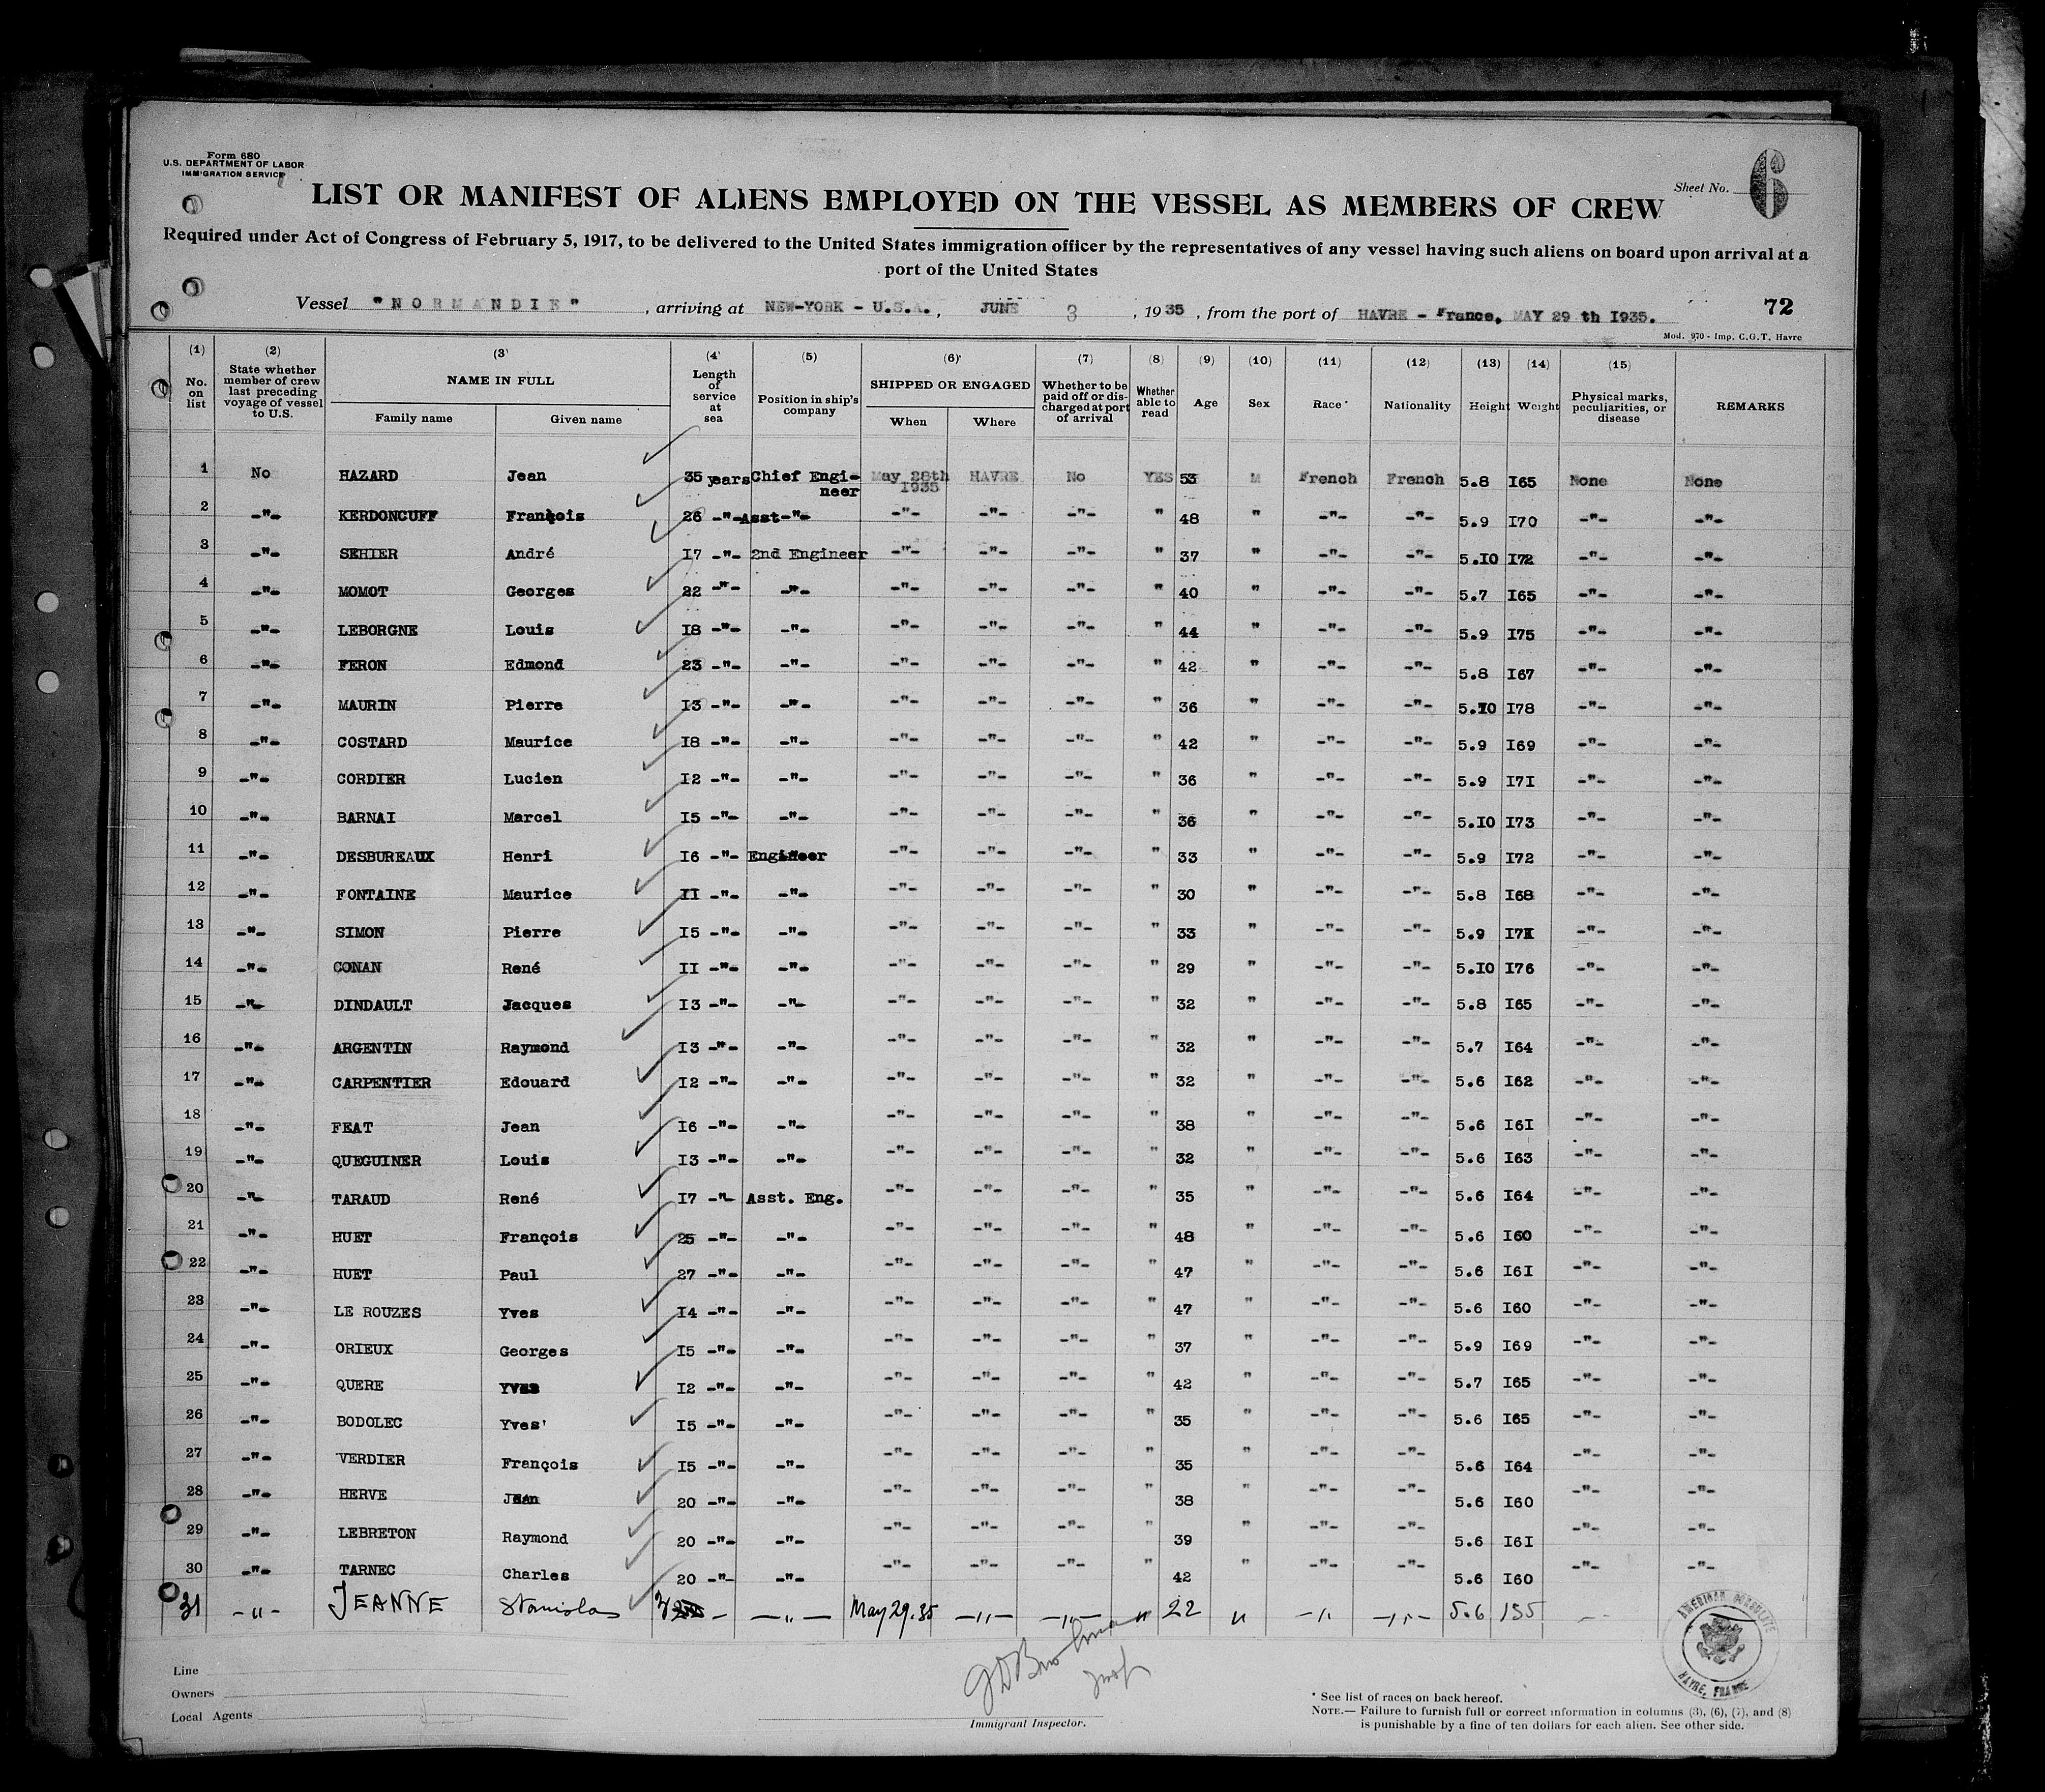 Form 680
U.S. DEPARTMENT OF LABOR
IMMIGRATION SERVICE
Sheet No. 6
LIST OR MANIFEST OF ALIENS EMPLOYED ON THE VESSEL AS MEMBERS OF CREW
Required under Act of Congress of February 5, 1917, to be delivered to the United States immigration officer by the representatives of any vessel having such aliens on board upon arrival at a
port of the United States
Vessel "NORMANDIE", arriving at NEW-YORK - U.S.A., JUNE 3, 1935, from the port of HAVRE - France, MAY 29 th I935. 72
Mod. 970 - Imp. C.G.T. Havre
(1) No. on list (2) State whether member of crew last preceding voyage of vessel to U.S. (3) NAME IN FULL Family name Given name (4) Length of service at sea (5) Position in ship's company (6) SHIPPED OR ENGAGED When Where (7) Whether to be paid off or discharged at port of arrival (8) Whether able to read (9) Age (10) Sex (11) Race* (12) Nationality (13) Height (14) Weight (15) Physical marks, peculiarities, or disease REMARKS
1 No HAZARD Jean 35 years Chief Engi-neer May 28th I935 HAVRE No YES 53 M French French 5.8 I65 None None
2 -"- KERDONCUFF François 26 -"- Asst -"- -"- -"- -"- " 48 " -"- -"- 5.9 I70 -"- -"-
3 -"- SEHIER André I7 -"- 2nd Engineer -"- -"- -"- " 37 " -"- -"- 5.I0 I72 -"- -"-
4 -"- MOMOT Georges 22 -"- -"- -"- -"- -"- " 40 " -"- -"- 5.7 I65 -"- -"-
5 -"- LEBORGNE Louis I8 -"- -"- -"- -"- -"- " 44 " -"- -"- 5.9 I75 -"- -"-
6 -"- FERON Edmond 23 -"- -"- -"- -"- -"- " 42 " -"- -"- 5.8 I67 -"- -"-
7 -"- MAURIN Pierre I3 -"- -"- -"- -"- -"- " 36 " -"- -"- 5.I0 I78 -"- -"-
8 -"- COSTARD Maurice I8 -"- -"- -"- -"- -"- " 42 " -"- -"- 5.9 I69 -"- -"-
9 -"- CORDIER Lucien I2 -"- -"- -"- -"- -"- " 36 " -"- -"- 5.9 I7I -"- -"-
10 -"- BARNAI Marcel I5 -"- -"- -"- -"- -"- " 36 " -"- -"- 5.I0 I73 -"- -"-
11 -"- DESBUREAUX Henri I6 -"- Engineer -"- -"- -"- " 33 " -"- -"- 5.9 I72 -"- -"-
12 -"- FONTAINE Maurice II -"- -"- -"- -"- -"- " 30 " -"- -"- 5.8 I68 -"- -"-
13 -"- SIMON Pierre I5 -"- -"- -"- -"- -"- " 33 " -"- -"- 5.9 I7I -"- -"-
14 -"- CONAN René II -"- -"- -"- -"- -"- " 29 " -"- -"- 5.I0 I76 -"- -"-
15 -"- DINDAULT Jacques I3 -"- -"- -"- -"- -"- " 32 " -"- -"- 5.8 I65 -"- -"-
16 -"- ARGENTIN Raymond I3 -"- -"- -"- -"- -"- " 32 " -"- -"- 5.7 I64 -"- -"-
17 -"- CARPENTIER Edouard I2 -"- -"- -"- -"- -"- " 32 " -"- -"- 5.6 I62 -"- -"-
18 -"- FEAT Jean I6 -"- -"- -"- -"- -"- " 38 " -"- -"- 5.6 I6I -"- -"-
19 -"- QUEGUINER Louis I3 -"- -"- -"- -"- -"- " 32 " -"- -"- 5.6 I63 -"- -"-
20 -"- TARAUD René I7 -"- Asst. Eng. -"- -"- -"- " 35 " -"- -"- 5.6 I64 -"- -"-
21 -"- HUET François 25 -"- -"- -"- -"- -"- " 48 " -"- -"- 5.6 I60 -"- -"-
22 -"- HUET Paul 27 -"- -"- -"- -"- -"- " 47 " -"- -"- 5.6 I6I -"- -"-
23 -"- LE ROUZES Yves I4 -"- -"- -"- -"- -"- " 47 " -"- -"- 5.6 I60 -"- -"-
24 -"- ORIEUX Georges I5 -"- -"- -"- -"- -"- " 37 " -"- -"- 5.9 I69 -"- -"-
25 -"- QUERE Yves I2 -"- -"- -"- -"- -"- " 42 " -"- -"- 5.7 I65 -"- -"-
26 -"- BODOLEC Yves' I5 -"- -"- -"- -"- -"- " 35 " -"- -"- 5.6 I65 -"- -"-
27 -"- VERDIER François I5 -"- -"- -"- -"- -"- " 35 " -"- -"- 5.6 I64 -"- -"-
28 -"- HERVE Jean 20 -"- -"- -"- -"- -"- " 38 " -"- -"- 5.6 I60 -"- -"-
29 -"- LEBRETON Raymond 20 -"- -"- -"- -"- -"- " 39 " -"- -"- 5.6 I6I -"- -"-
30 -"- TARNEC Charles 20 -"- -"- -"- -"- -"- " 42 " -"- -"- 5.6 I60 -"- -"-
31 -"- JEANNE Stanislas 3 - -"- May 29.35 -"- -"- " 22 " -"- -"- 5.6 155 --
AMERICAN CONSULATE
HAVRE, FRANCE
Line
Owners
Local Agents
Immigrant Inspector.
* See list of races on back hereof.
NOTE.— Failure to furnish full or correct information in columns (3), (6), (7), and (8)
is punishable by a fine of ten dollars for each alien. See other side.